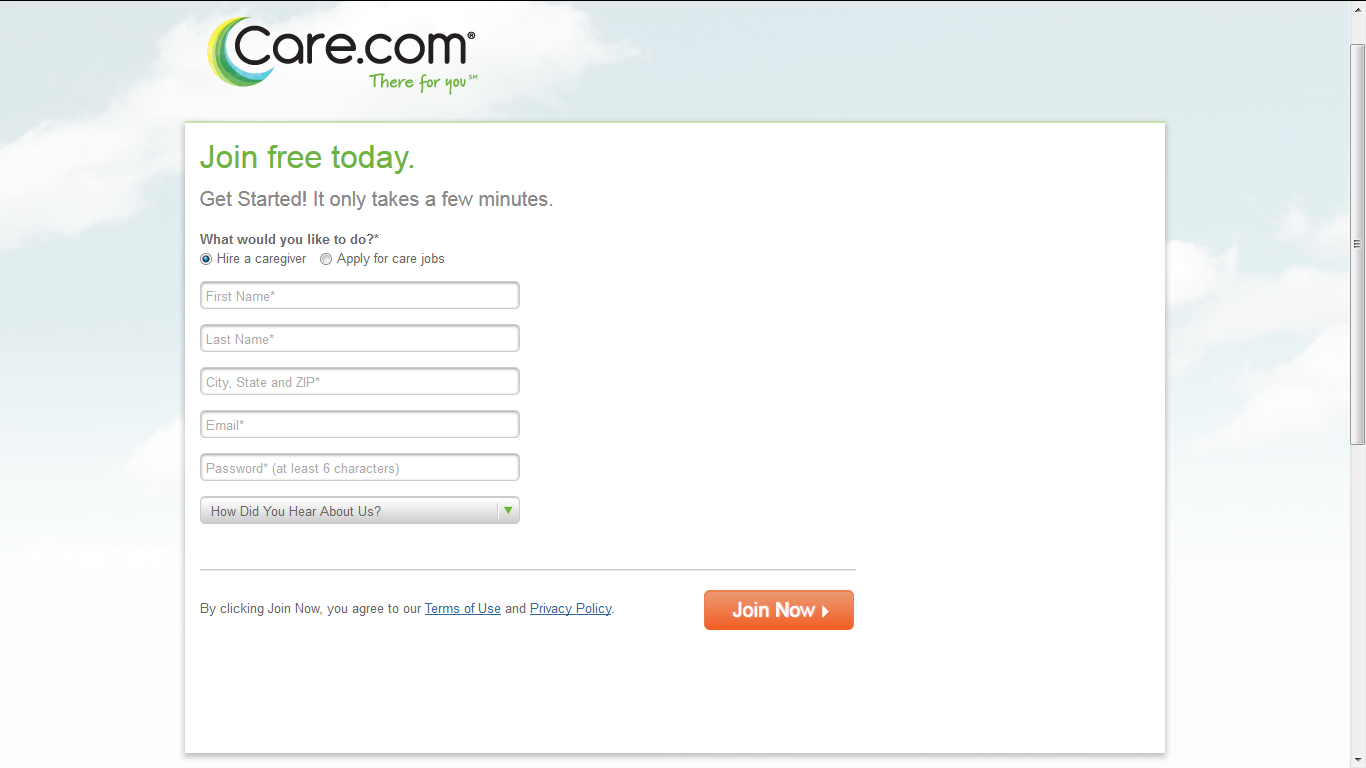 Care.com®
There for you℠
Join free today.
Get Started! It only takes a few minutes.
What would you like to do?*
Hire a caregiver Apply for care jobs
First Name*
Last Name*
City, State and ZIP*
Email*
Password* (at least 6 characters)
How Did You Hear About Us?
By clicking Join Now, you agree to our Terms of Use and Privacy Policy.
Join Now